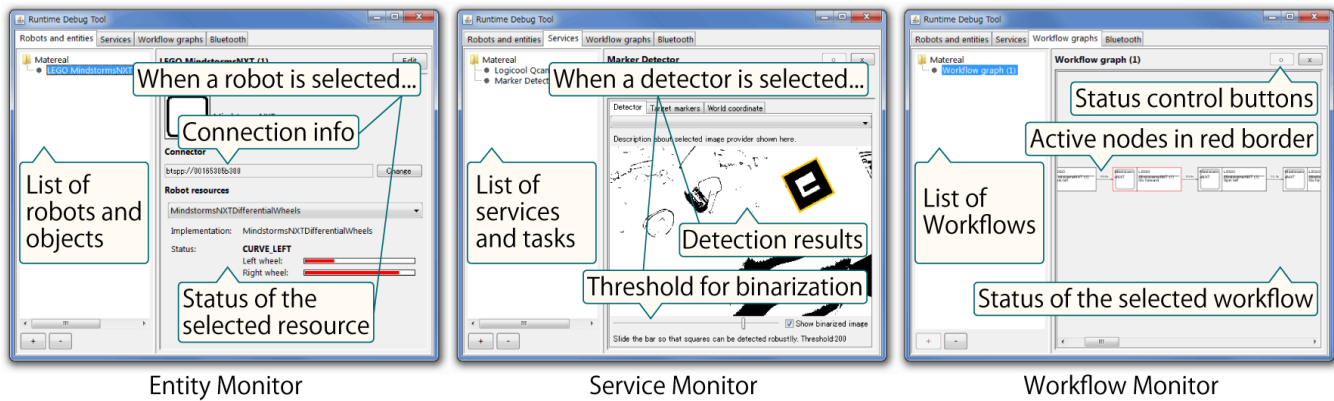 Runtime Debug Tool
Robots and entities Services Workflow graphs Bluetooth
Matereal
LEGO MindstormsNXT
LEGO MindstormsNXT (1)
Edit
When a robot is selected...
Connection info
Connector
btspp://00165305b308
Change
Robot resources
MindstormsNXTDifferentialWheels
Implementation: MindstormsNXTDifferentialWheels
Status: CURVE_LEFT
Left wheel:
Right wheel:
List of
robots and
objects
Status of the
selected resource
+ -
Entity Monitor
Runtime Debug Tool
Robots and entities Services Workflow graphs Bluetooth
Matereal
Logicool Qcam
Marker Detector
Marker Detector
o x
When a detector is selected...
Detector Target markers World coordinate
Description about selected image provider shown here.
List of
services
and tasks
Detection results
Threshold for binarization
Show binarized image
Slide the bar so that squares can be detected robustlly. Threshold:200
+ -
Service Monitor
Runtime Debug Tool
Robots and entities Services Workflow graphs Bluetooth
Matereal
Workflow graph (1)
Workflow graph (1)
o x
Status control buttons
Active nodes in red border
List of
Workflows
Status of the selected workflow
+ -
Workflow Monitor